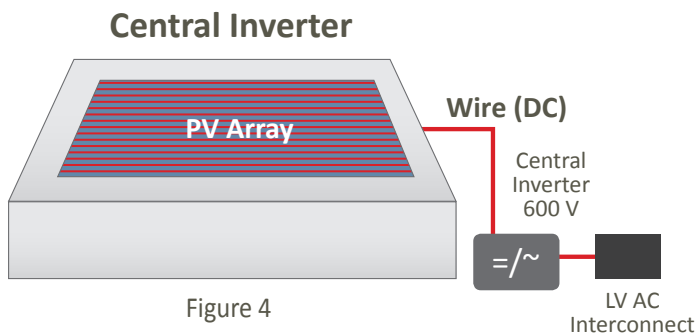 Central Inverter
PV Array
Wire (DC)
Central
Inverter
600 V
=/~
LV AC
Interconnect
Figure 4